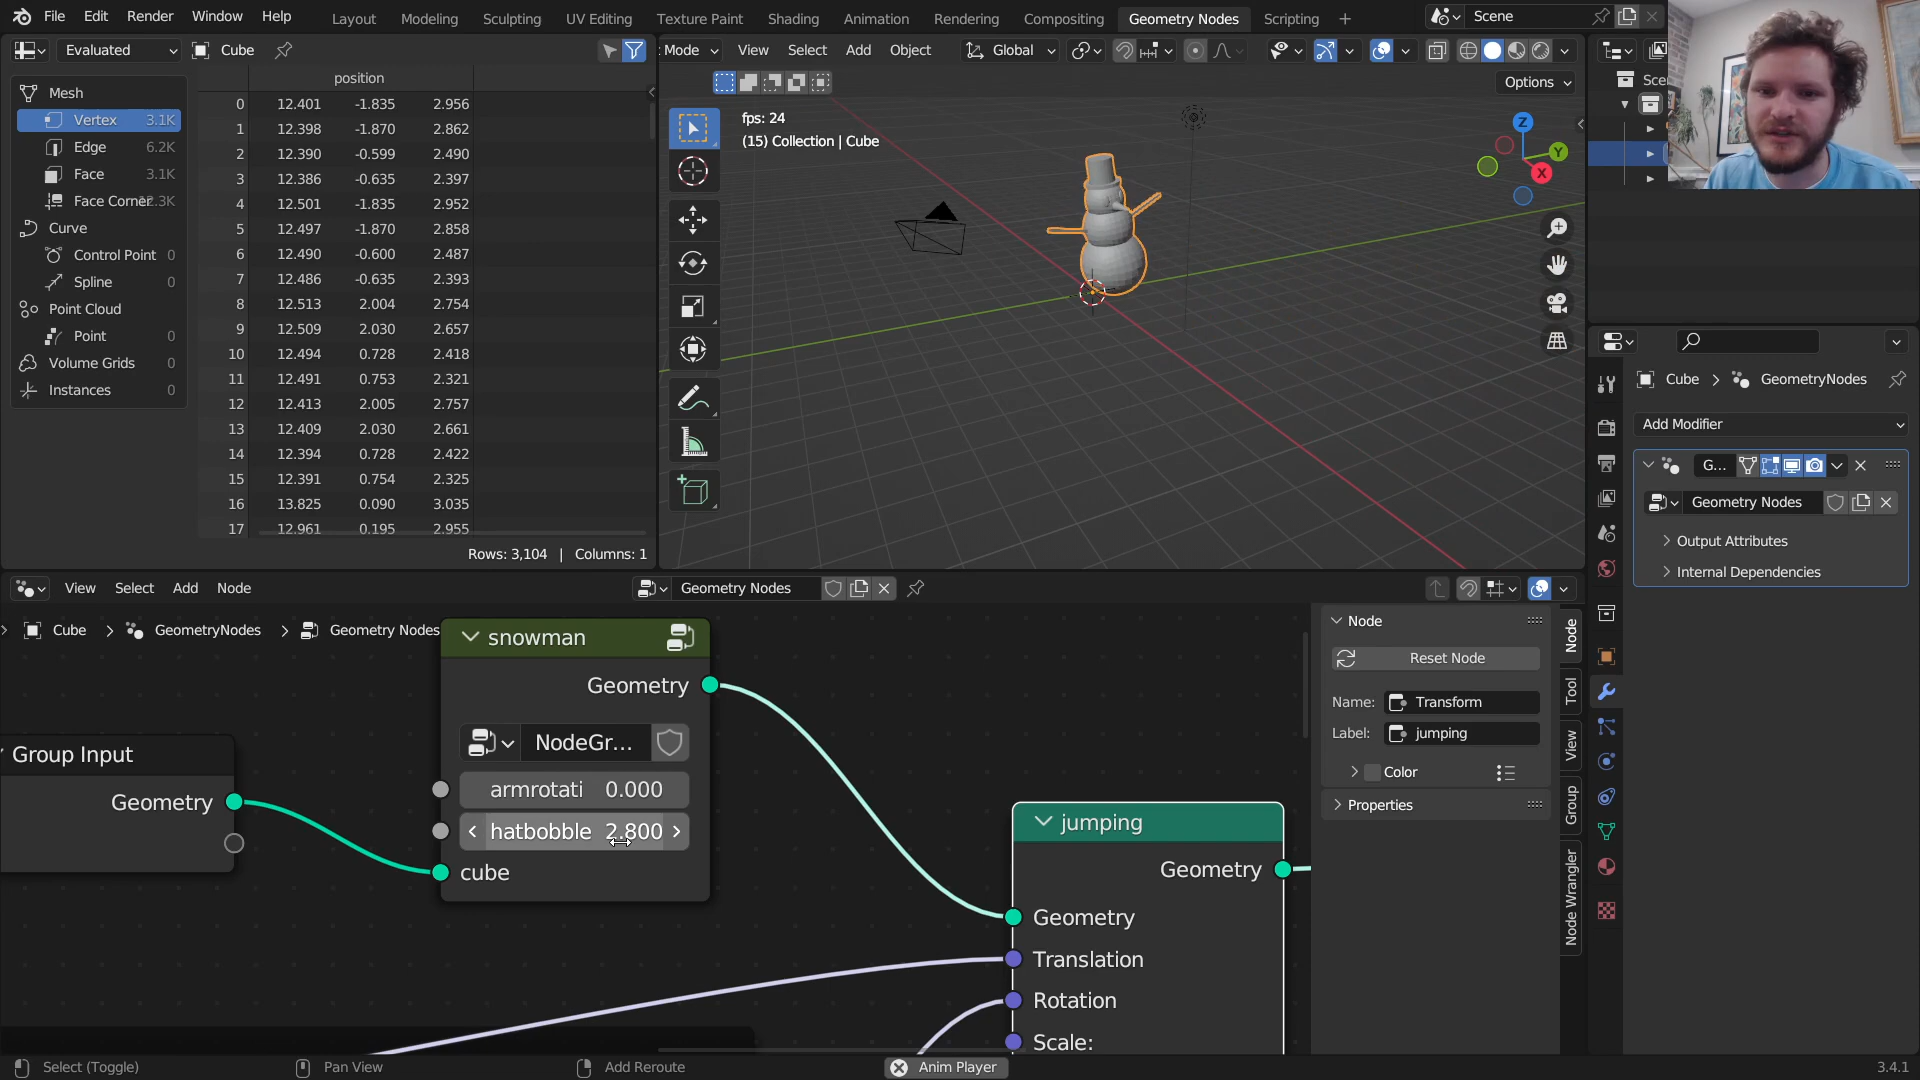 File Edit Render Window Help Layout Modeling Sculpting UV Editing Texture Paint Shading Animation Rendering Compositing Geometry Nodes Scripting + Scene
Evaluated Cube Mode View Select Add Object Global
Options
position
Mesh
Vertex 3.1K
Edge 6.2K
Face 3.1K
Face Corner 12.3K
Curve
Control Point 0
Spline 0
Point Cloud
Point 0
Volume Grids 0
Instances 0
0 12.401 -1.835 2.956
1 12.398 -1.870 2.862
2 12.390 -0.599 2.490
3 12.386 -0.635 2.397
4 12.501 -1.835 2.952
5 12.497 -1.870 2.858
6 12.490 -0.600 2.487
7 12.486 -0.635 2.393
8 12.513 2.004 2.754
9 12.509 2.030 2.657
10 12.494 0.728 2.418
11 12.491 0.753 2.321
12 12.413 2.005 2.757
13 12.409 2.030 2.661
14 12.394 0.728 2.422
15 12.391 0.754 2.325
16 13.825 0.090 3.035
17 12.961 0.195 2.955
Rows: 3,104 | Columns: 1
fps: 24
(15) Collection | Cube
Z
Y
X
Scene
Cube > GeometryNodes
Add Modifier
G...
Geometry Nodes
> Output Attributes
> Internal Dependencies
View Select Add Node Geometry Nodes
> Cube > GeometryNodes > Geometry Nodes
snowman
Geometry
NodeGr...
armrotati 0.000
hatbobble 2.800
cube
Group Input
Geometry
jumping
Geometry
Geometry
Translation
Rotation
Scale:
Node
Reset Node
Name: Transform
Label: jumping
Color
Properties
Node
Tool
View
Group
Node Wrangler
Select (Toggle) Pan View Add Reroute Anim Player 3.4.1